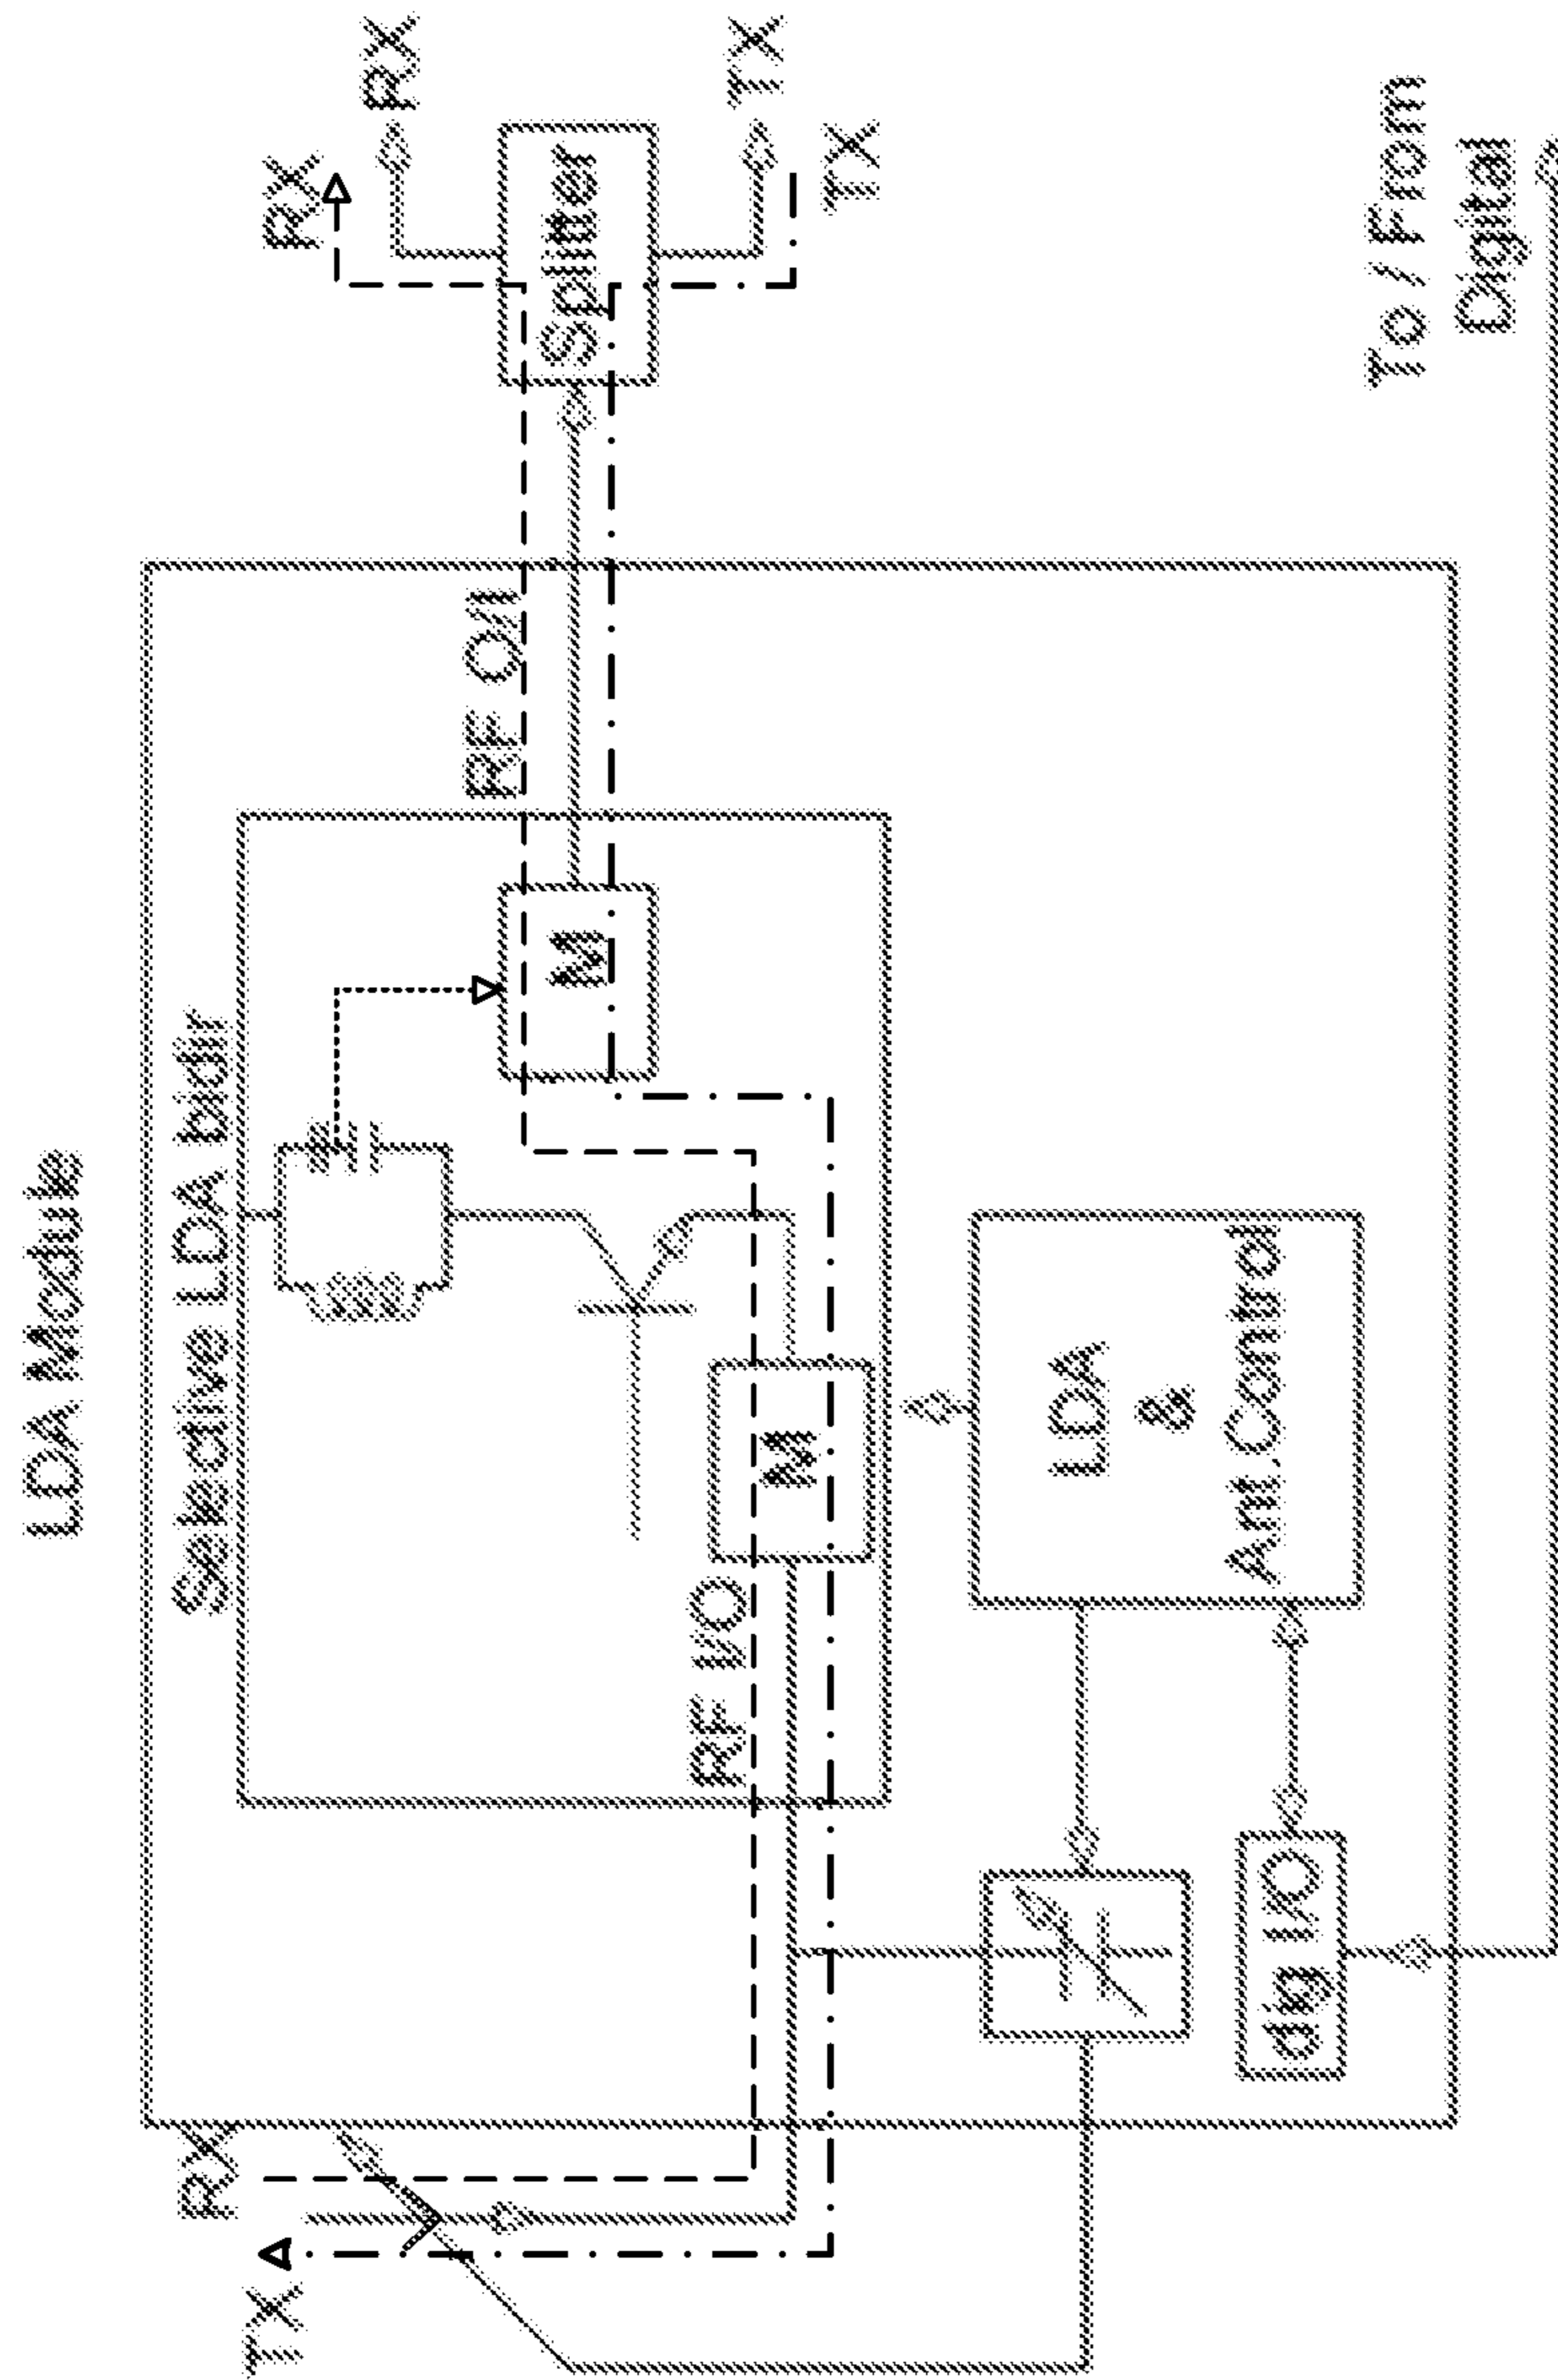 LDA Module
Selective LDA bidir
RX
TX
RF I/O
M
M
RF O/I
Splitter
RX
RX
TX
TX
LDA
&
Ant.Control
dig I/O
To / From
Digital